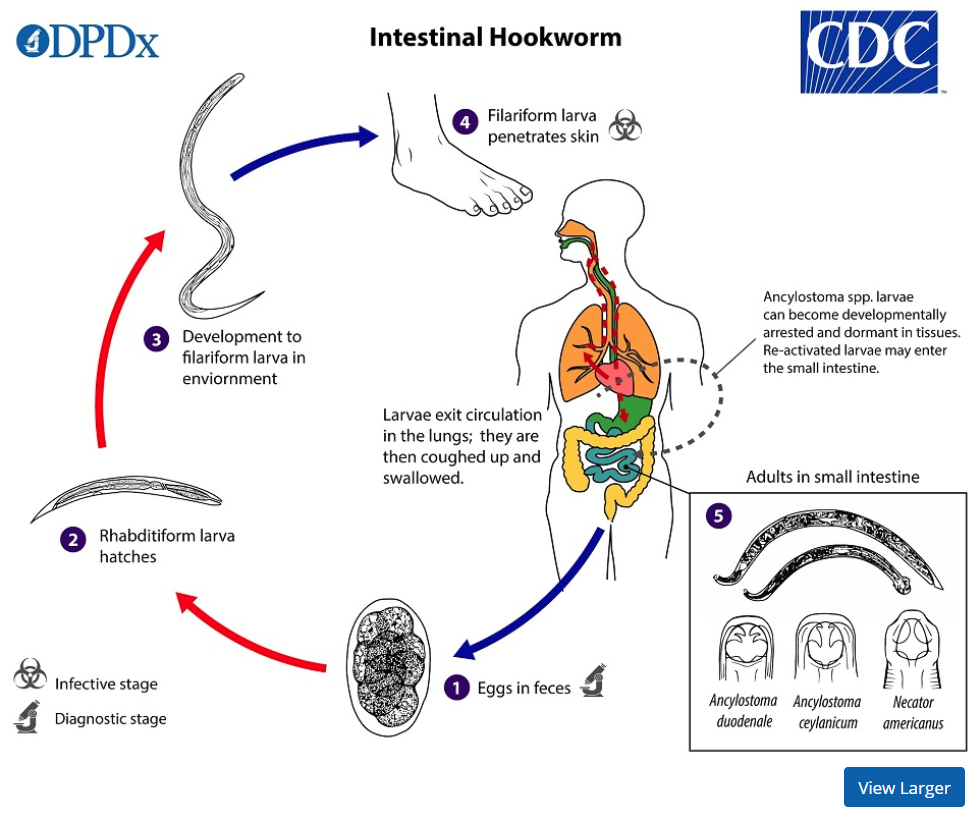 DPDx
Intestinal Hookworm
CDC
™
4
Filariform larva
penetrates skin
Ancylostoma spp. larvae
can become developmentally
arrested and dormant in tissues.
Re-activated larvae may enter
the small intestine.
3
Development to
filariform larva in
enviornment
Larvae exit circulation
in the lungs; they are
then coughed up and
swallowed.
Adults in small intestine
5
2
Rhabditiform larva
hatches
Ancylostoma
duodenale
Ancylostoma
ceylanicum
Necator
americanus
1
Eggs in feces
Infective stage
Diagnostic stage
View Larger